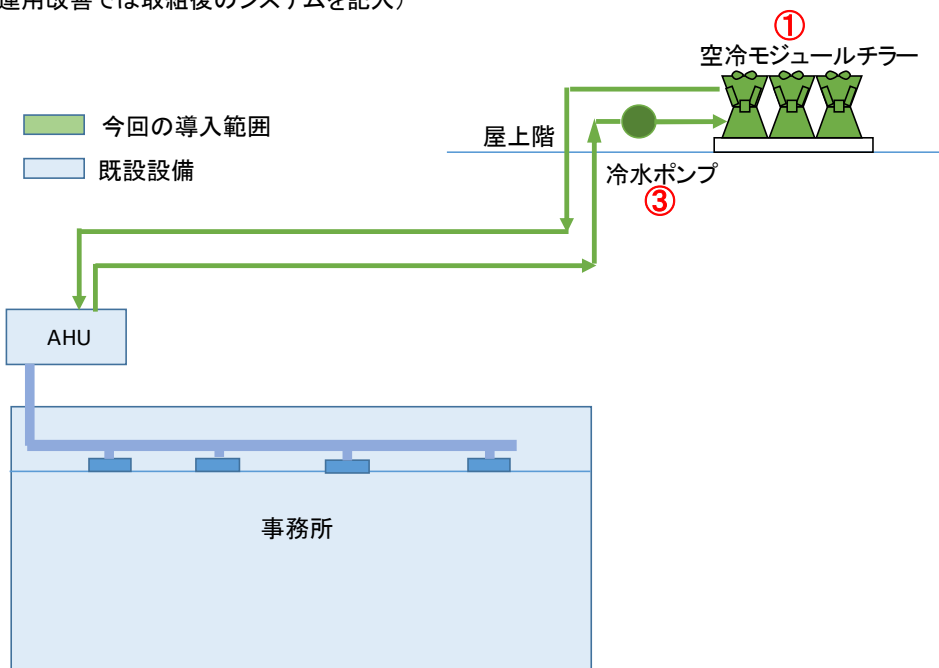 運用改善では取組後のシステムを記入）
①
空冷モジュールチラー
今回の導入範囲
既設設備
屋上階
冷水ポンプ
③
AHU
事務所